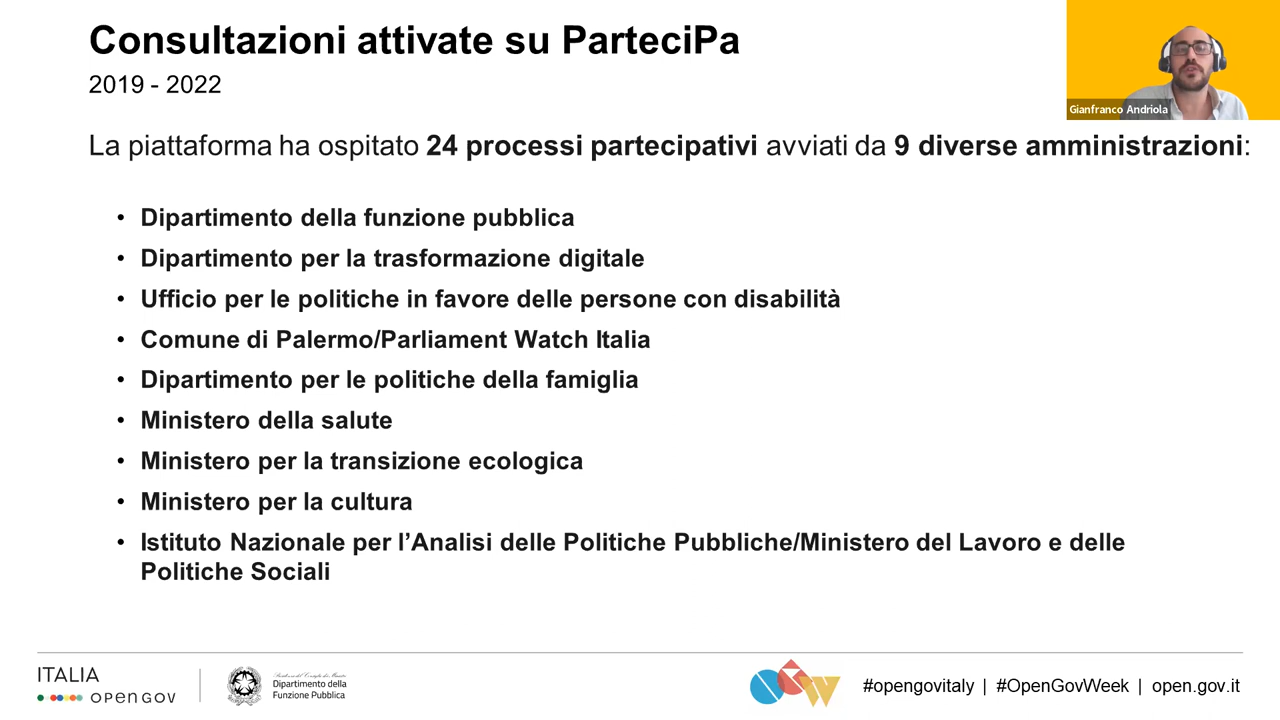 Consultazioni attivate su ParteciPa
2019 - 2022
Gianfranco Andriola
La piattaforma ha ospitato 24 processi partecipativi avviati da 9 diverse amministrazioni:
• Dipartimento della funzione pubblica
• Dipartimento per la trasformazione digitale
• Ufficio per le politiche in favore delle persone con disabilità
• Comune di Palermo/Parliament Watch Italia
• Dipartimento per le politiche della famiglia
• Ministero della salute
• Ministero per la transizione ecologica
• Ministero per la cultura
• Istituto Nazionale per l’Analisi delle Politiche Pubbliche/Ministero del Lavoro e delle
Politiche Sociali
ITALIA
open gov
Dipartimento della
Funzione Pubblica
OGW
#opengovitaly | #OpenGovWeek | open.gov.it